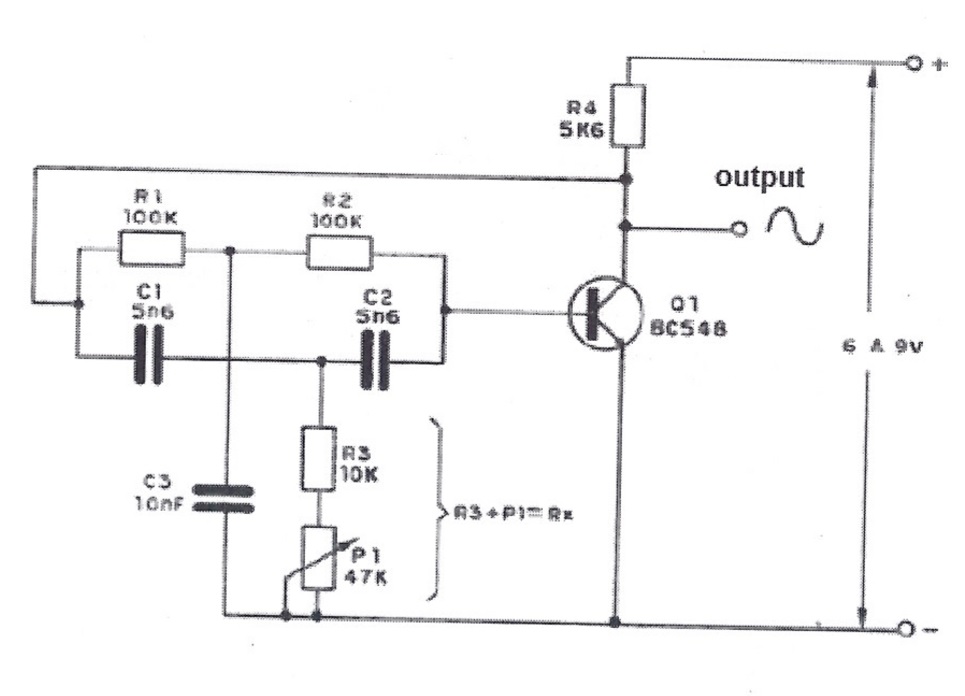 +
R4
5K6
output
R1
100K
R2
100K
C1
5n6
C2
5n6
Q1
BC548
6 A 9V
R3
10K
C3
10nF
R3+P1=Rx
P1
47K
-